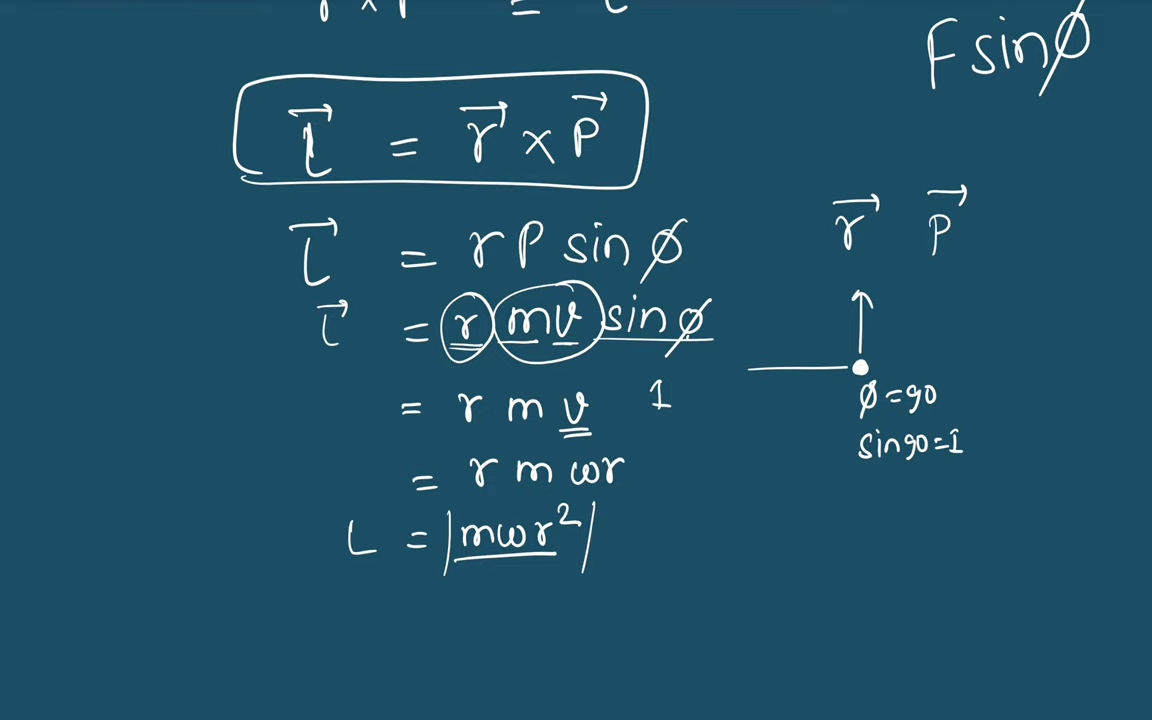 F sin ϕ
L⃗ = r⃗ × P⃗
r⃗ P⃗
L⃗ = r P sin ϕ
L⃗ = r m v sin ϕ
= r m v 1
ϕ = 90
sin 90 = 1
= r m ω r
L = |m ω r²|